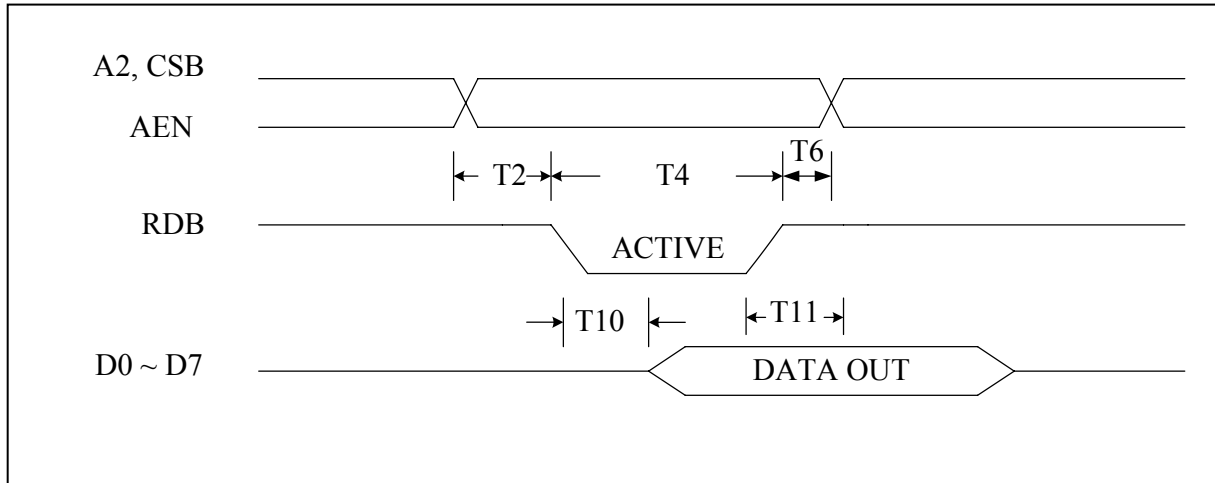 A2, CSB
AEN
T2
T4
T6
RDB
ACTIVE
T10
T11
D0 ~ D7
DATA OUT